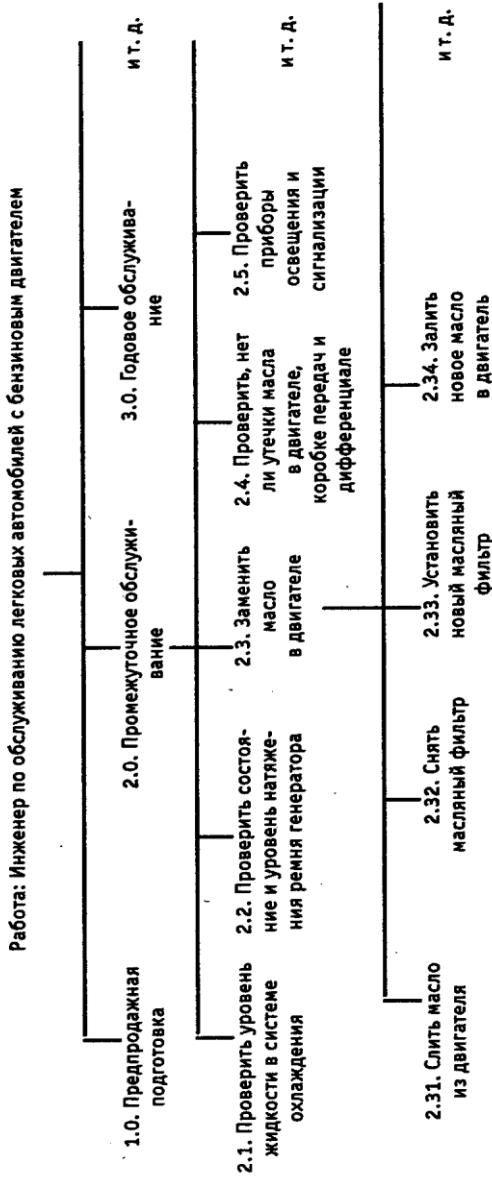 Работа: Инженер по обслуживанию легковых автомобилей с бензиновым двигателем
1.0. Предпродажная
подготовка
2.0. Промежуточное обслужи-
вание
3.0. Годовое обслужива-
ние
и т. д.
2.1. Проверить уровень
жидкости в системе
охлаждения
2.2. Проверить состоя-
ние и уровень натяже-
ния ремня генератора
2.3. Заменить
масло
в двигателе
2.4. Проверить, нет
ли утечки масла
в двигателе,
коробке передач и
дифференциале
2.5. Проверить
приборы
освещения и
сигнализации
и т. д.
2.31. Слить масло
из двигателя
2.32. Снять
масляный фильтр
2.33. Установить
новый масляный
фильтр
2.34. Залить
новое масло
в двигатель
и т. д.